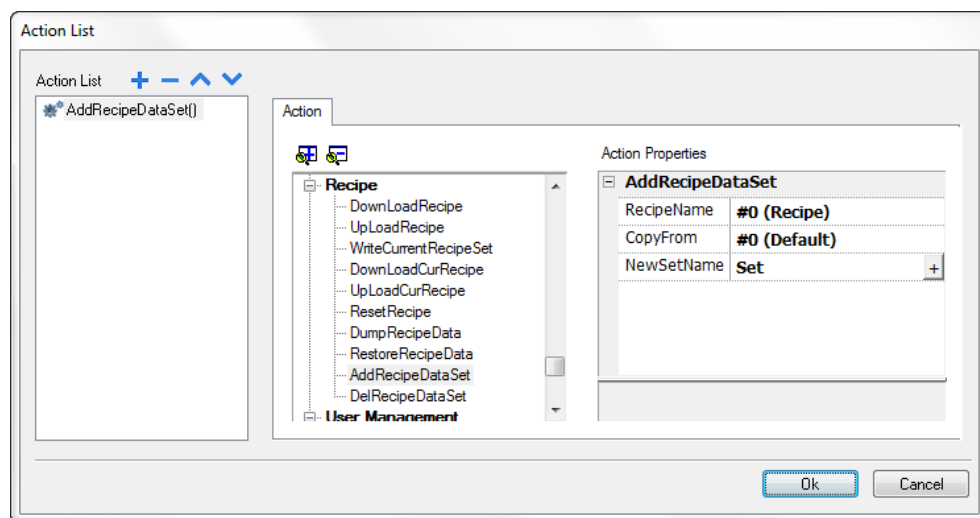 Action List
Action List
AddRecipeDataSet()
Action
Recipe
DownLoadRecipe
UpLoadRecipe
WriteCurrentRecipeSet
DownLoadCurRecipe
UpLoadCurRecipe
ResetRecipe
DumpRecipeData
RestoreRecipeData
AddRecipeDataSet
DelRecipeDataSet
User Management
Action Properties
AddRecipeDataSet
RecipeName #0 (Recipe)
CopyFrom #0 (Default)
NewSetName Set +
Ok Cancel